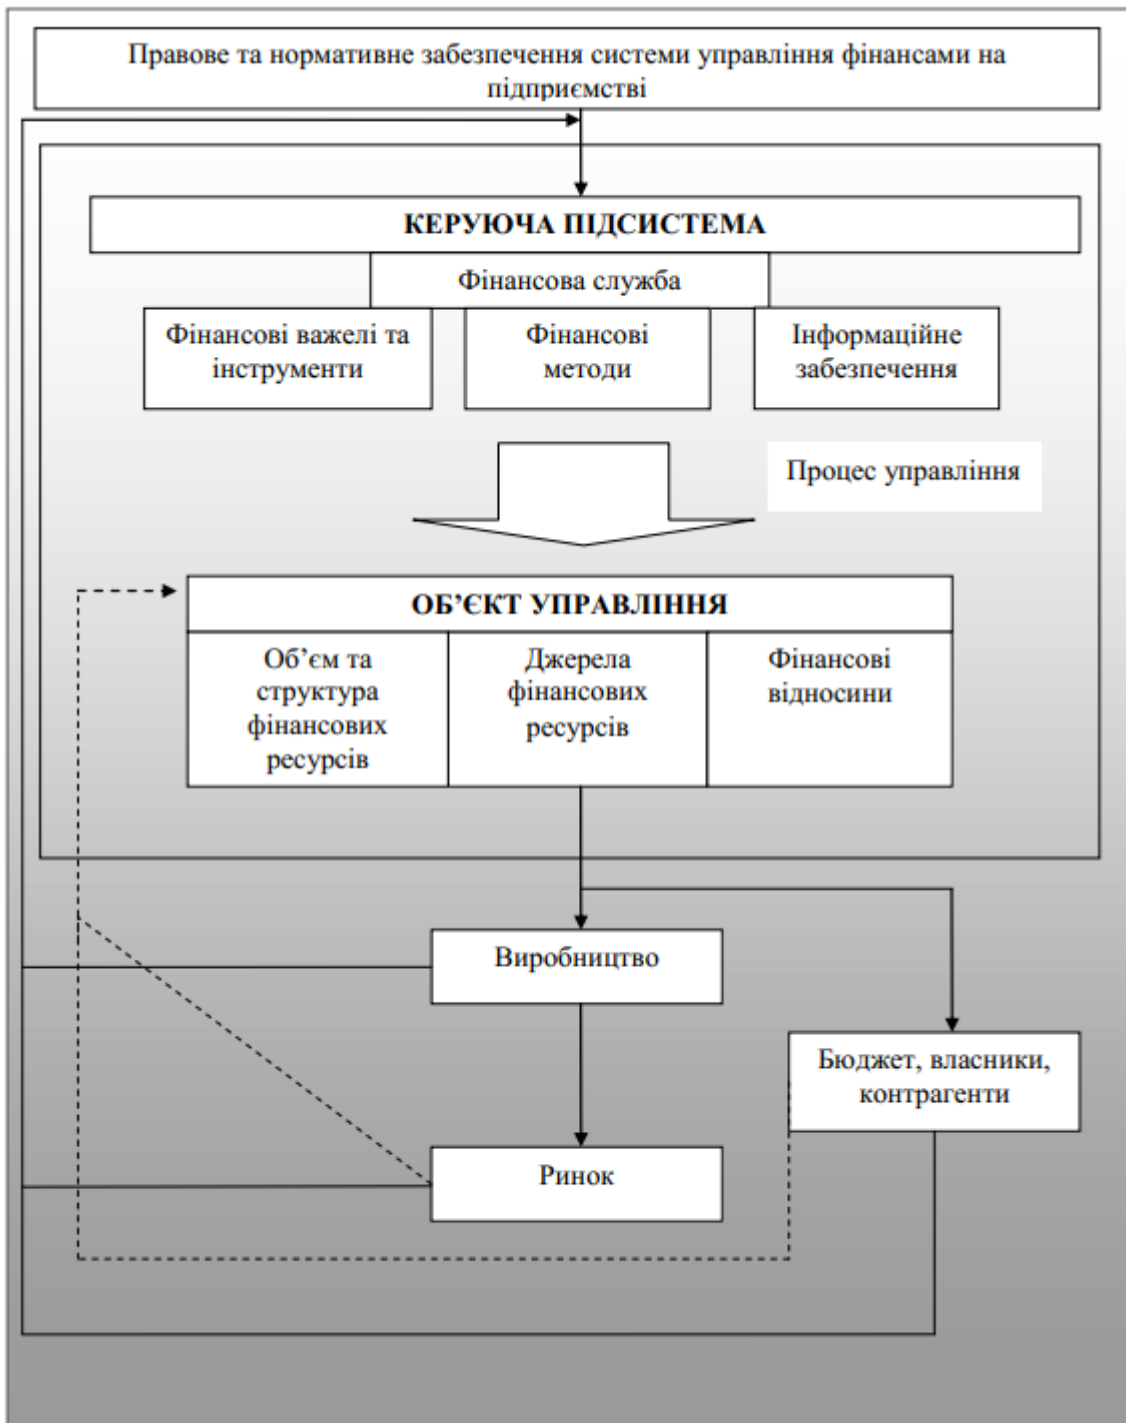 Правове та нормативне забезпечення системи управління фінансами на
підприємстві
КЕРУЮЧА ПІДСИСТЕМА
Фінансова служба
Фінансові важелі та
інструменти
Фінансові
методи
Інформаційне
забезпечення
Процес управління
ОБ’ЄКТ УПРАВЛІННЯ
Об’єм та
структура
фінансових
ресурсів
Джерела
фінансових
ресурсів
Фінансові
відносини
Виробництво
Бюджет, власники,
контрагенти
Ринок